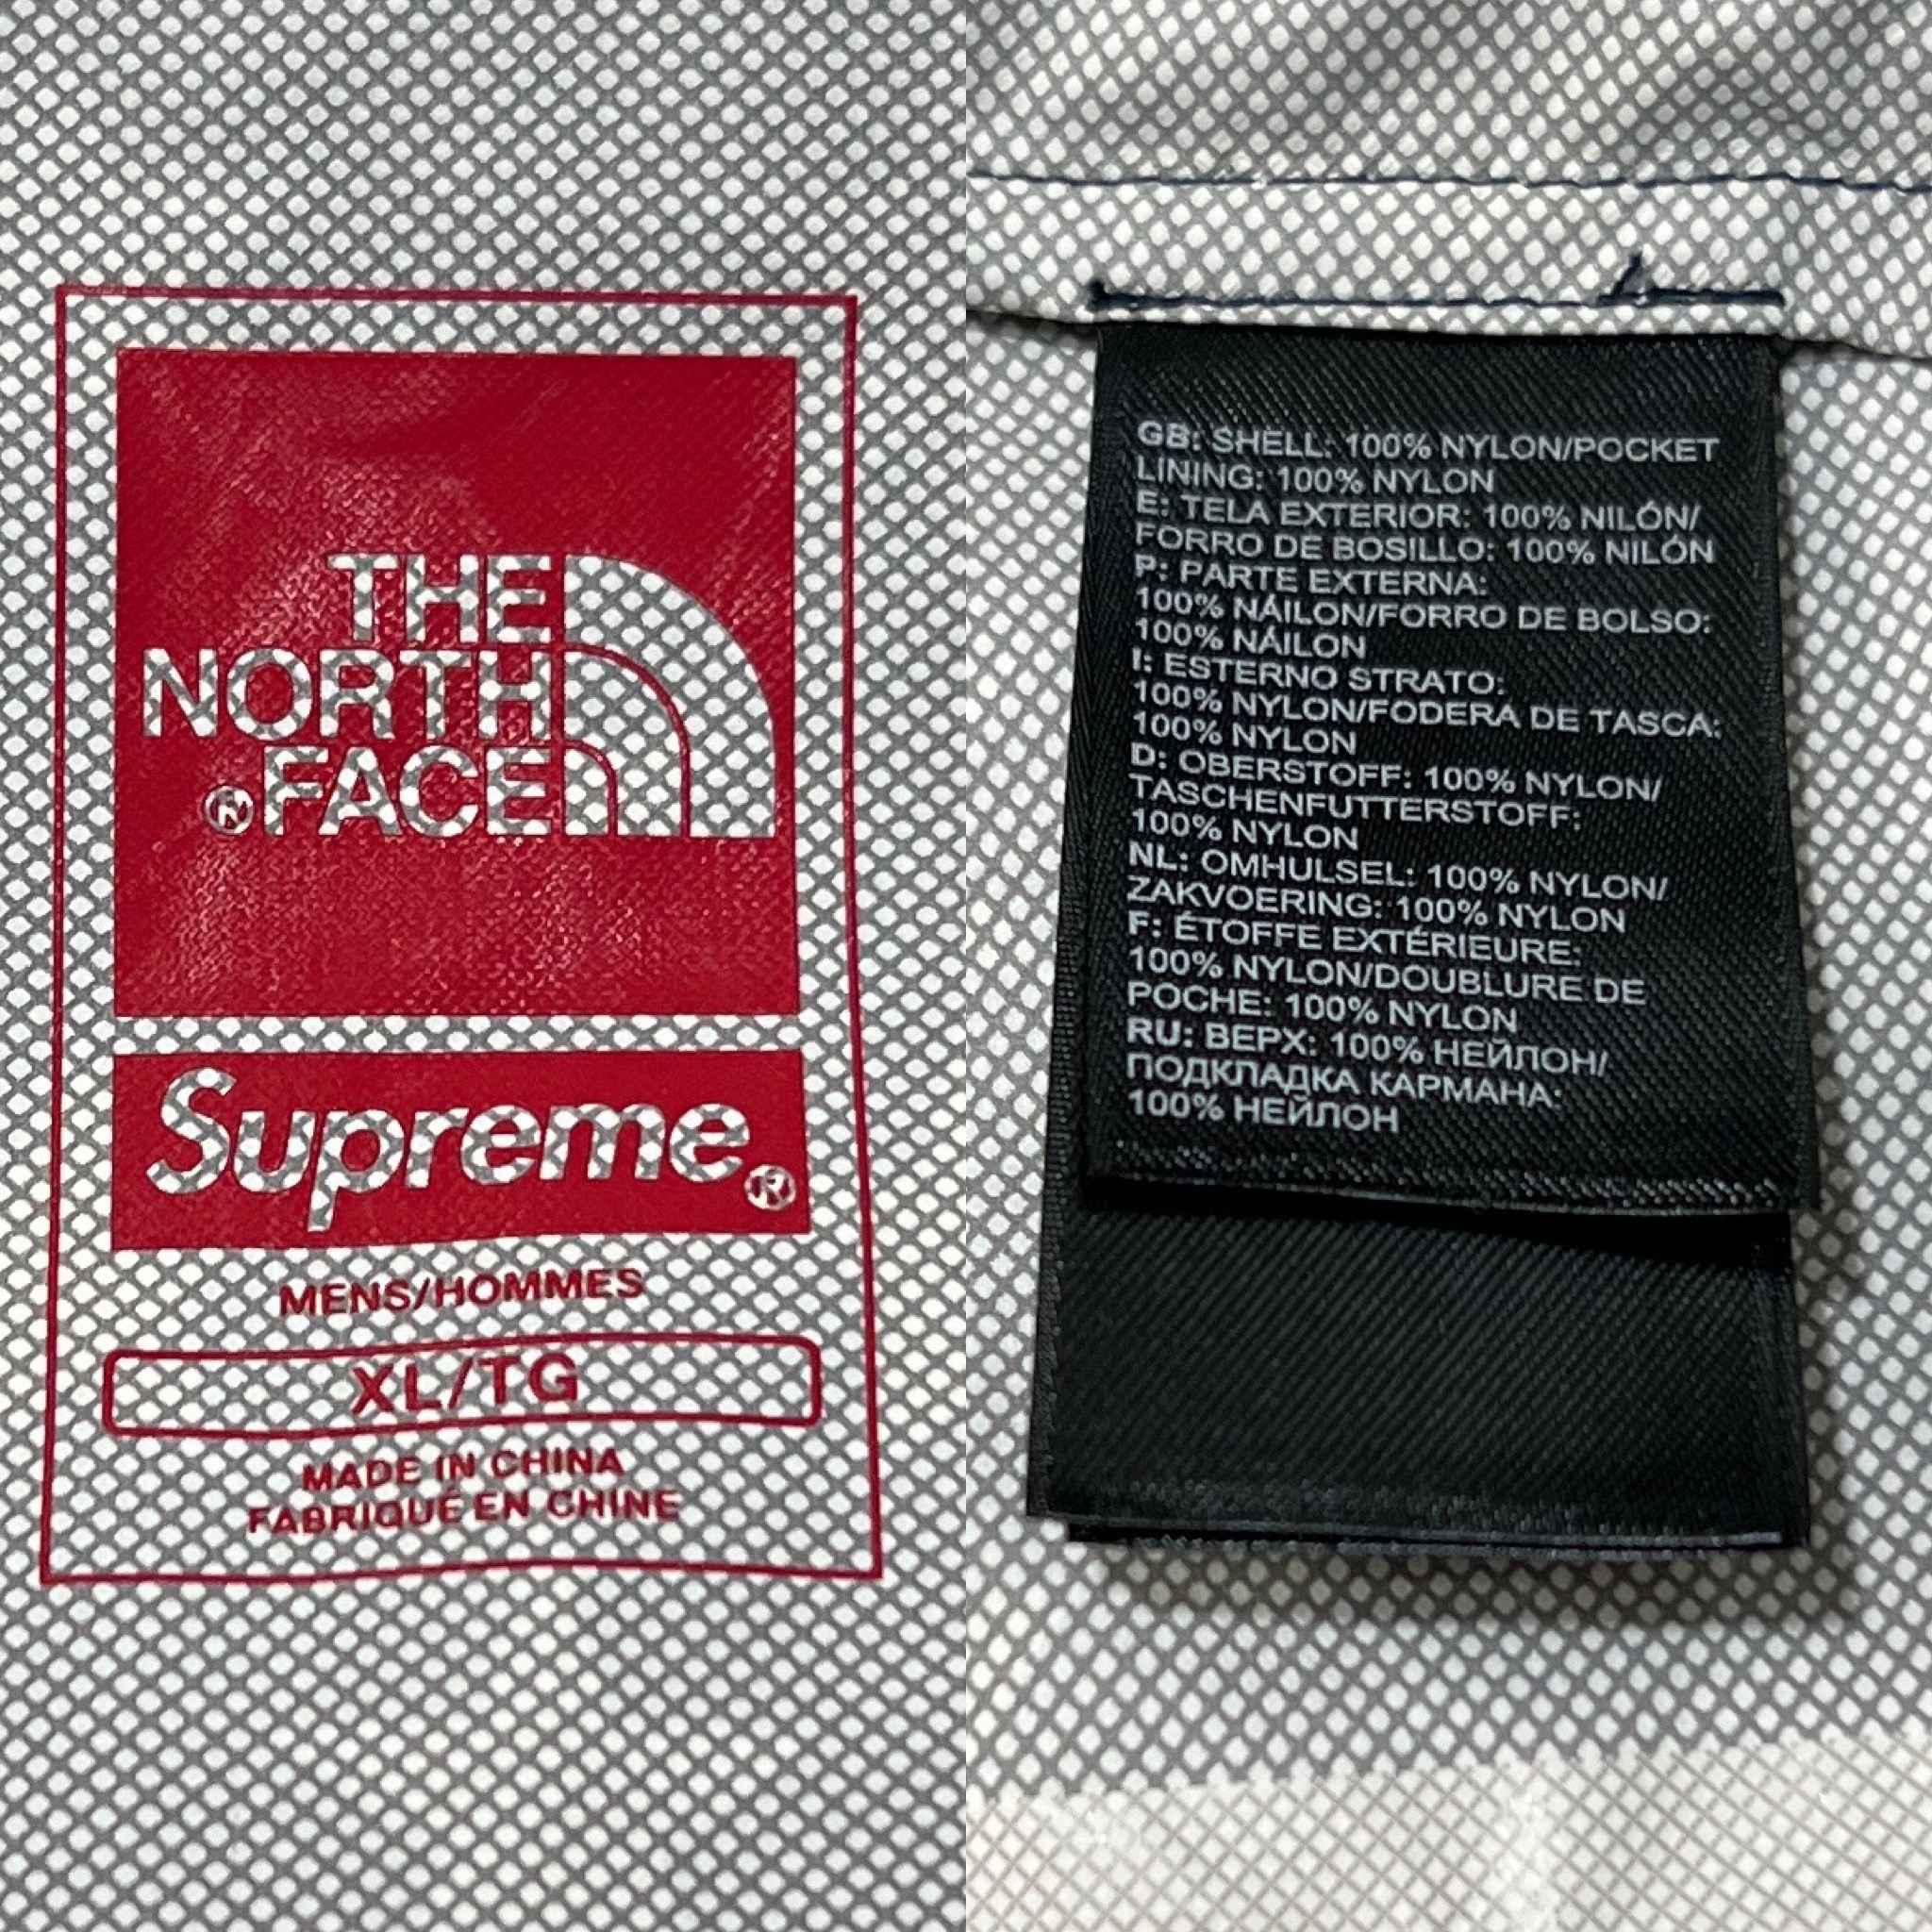 THE
NORTH
® FACE
Supreme®
MENS/HOMMES
XL/TG
MADE IN CHINA
FABRIQUÉ EN CHINE
GB: SHELL: 100% NYLON/POCKET
LINING: 100% NYLON
E: TELA EXTERIOR: 100% NILÓN/
FORRO DE BOSILLO: 100% NILÓN
P: PARTE EXTERNA:
100% NÁILON/FORRO DE BOLSO:
100% NÁILON
I: ESTERNO STRATO:
100% NYLON/FODERA DE TASCA:
100% NYLON
D: OBERSTOFF: 100% NYLON/
TASCHENFUTTERSTOFF:
100% NYLON
NL: OMHULSEL: 100% NYLON/
ZAKVOERING: 100% NYLON
F: ÉTOFFE EXTÉRIEURE:
100% NYLON/DOUBLURE DE
POCHE: 100% NYLON
RU: ВЕРХ: 100% НЕЙЛОН/
ПОДКЛАДКА КАРМАНА:
100% НЕЙЛОН